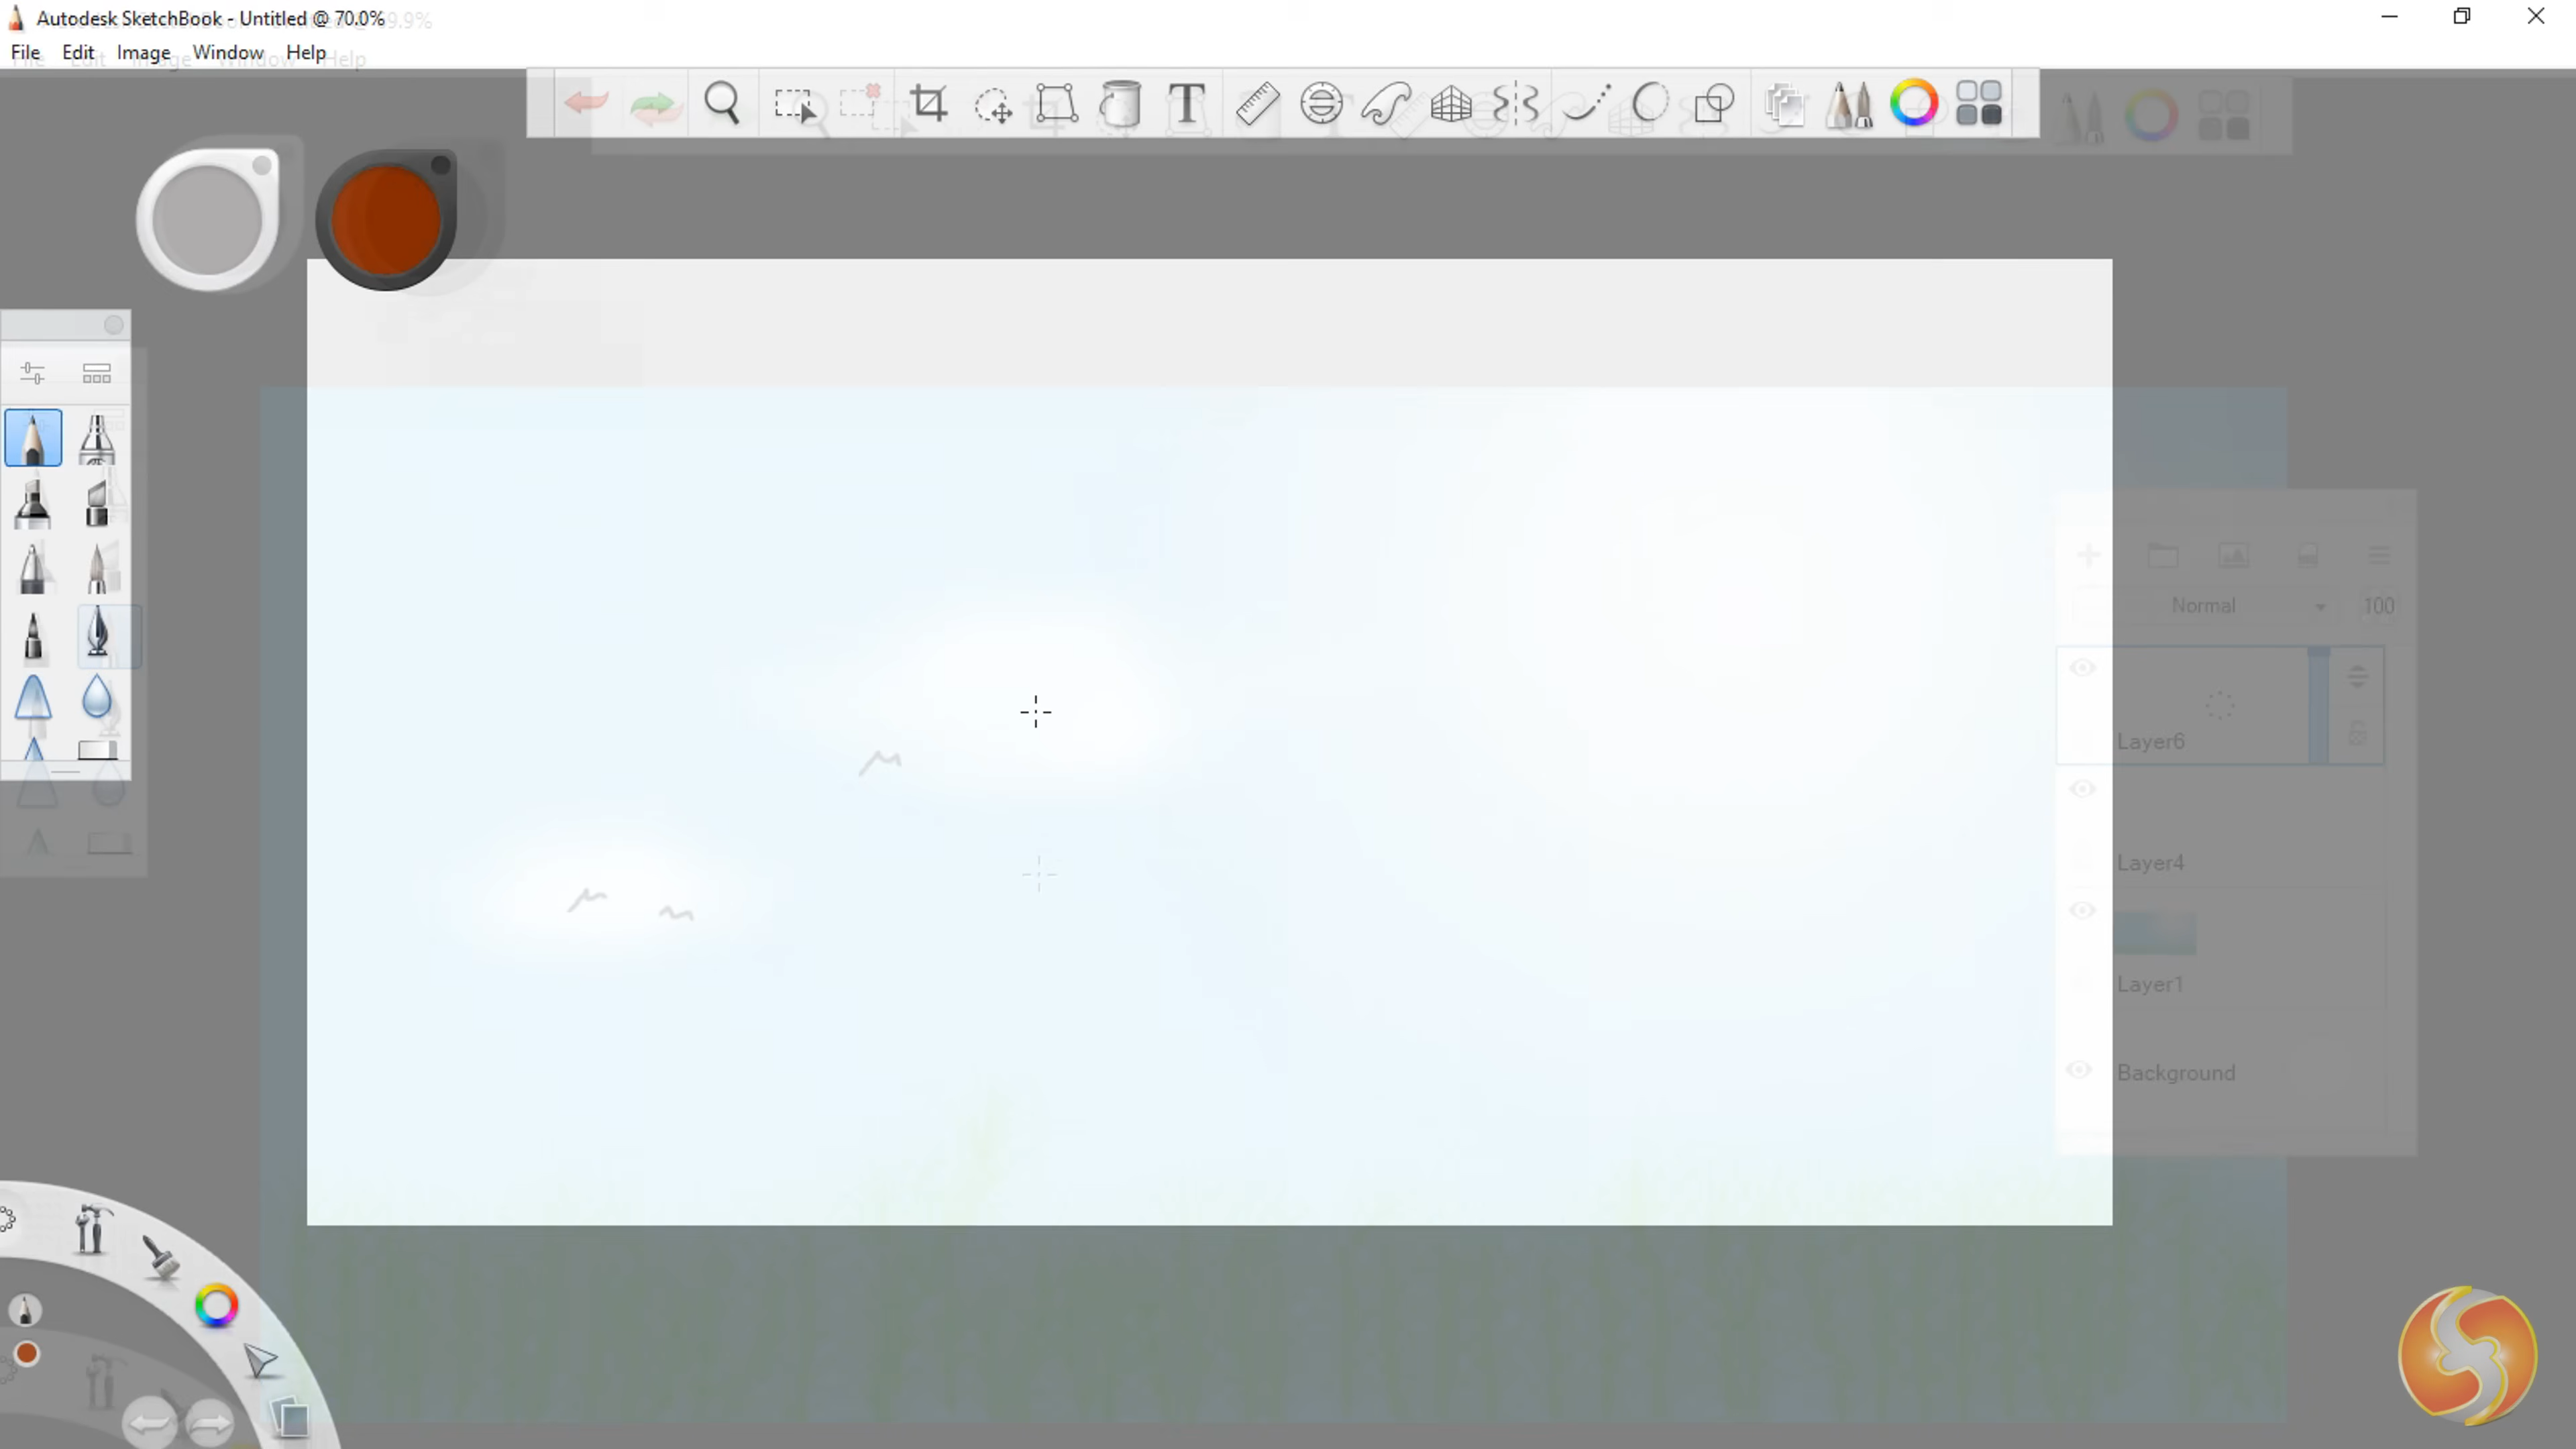 Autodesk SketchBook - Untitled @ 70.0%
File Edit Image Window Help
Normal 100
Layer6
Layer4
Layer1
Background